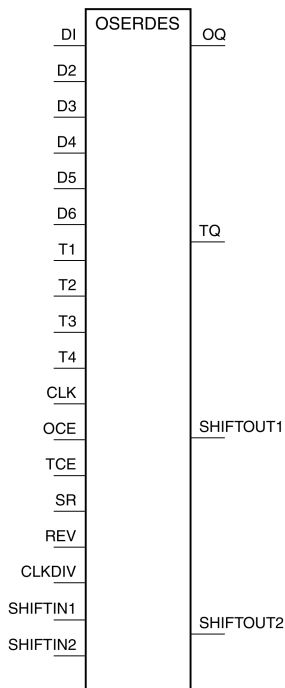 OSERDES
DI
D2
D3
D4
D5
D6
T1
T2
T3
T4
CLK
OCE
TCE
SR
REV
CLKDIV
SHIFTIN1
SHIFTIN2
OQ
TQ
SHIFTOUT1
SHIFTOUT2